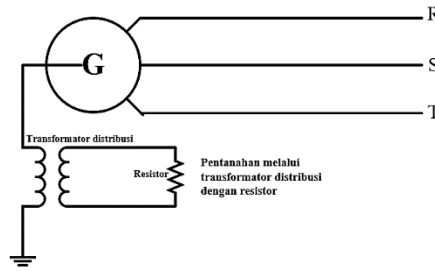 R
G
S
T
Transformator distribusi
Resistor
Pentanahan melalui
transformator distribusi
dengan resistor